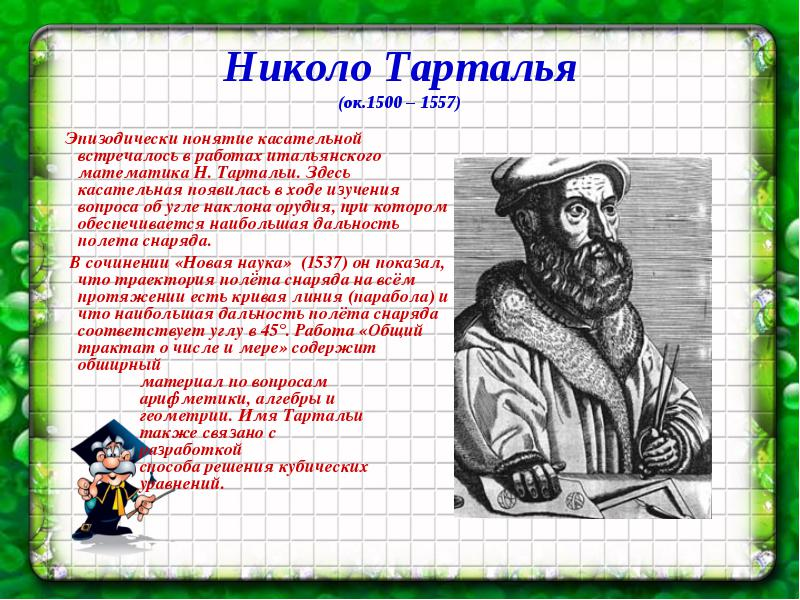 Николо Тарталья
(ок.1500 – 1557)
Эпизодически понятие касательной
встречалось в работах итальянского
математика Н. Тартальи. Здесь
касательная появилась в ходе изучения
вопроса об угле наклона орудия, при котором
обеспечивается наибольшая дальность
полета снаряда.
В сочинении «Новая наука» (1537) он показал,
что траектория полёта снаряда на всём
протяжении есть кривая линия (парабола) и
что наибольшая дальность полёта снаряда
соответствует углу в 45°. Работа «Общий
трактат о числе и мере» содержит
обширный
материал по вопросам
арифметики, алгебры и
геометрии. Имя Тартальи
также связано с
разработкой
способа решения кубических
уравнений.